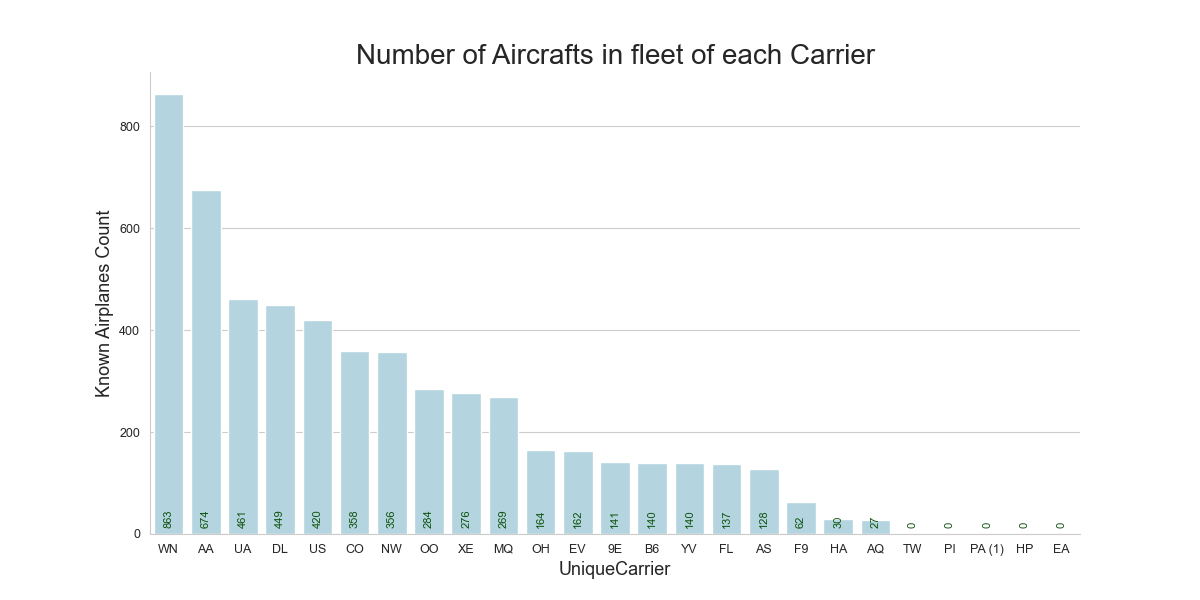 Number of Aircrafts in fleet of each Carrier
Known Airplanes Count
800
600
400
200
0
863 674 461 449 420 358 356 284 276 269 164 162 141 140 140 137 128 62 30 27 0 0 0 0 0
WN AA UA DL US CO NW OO XE MQ OH EV 9E B6 YV FL AS F9 HA AQ TW PI PA (1) HP EA
UniqueCarrier